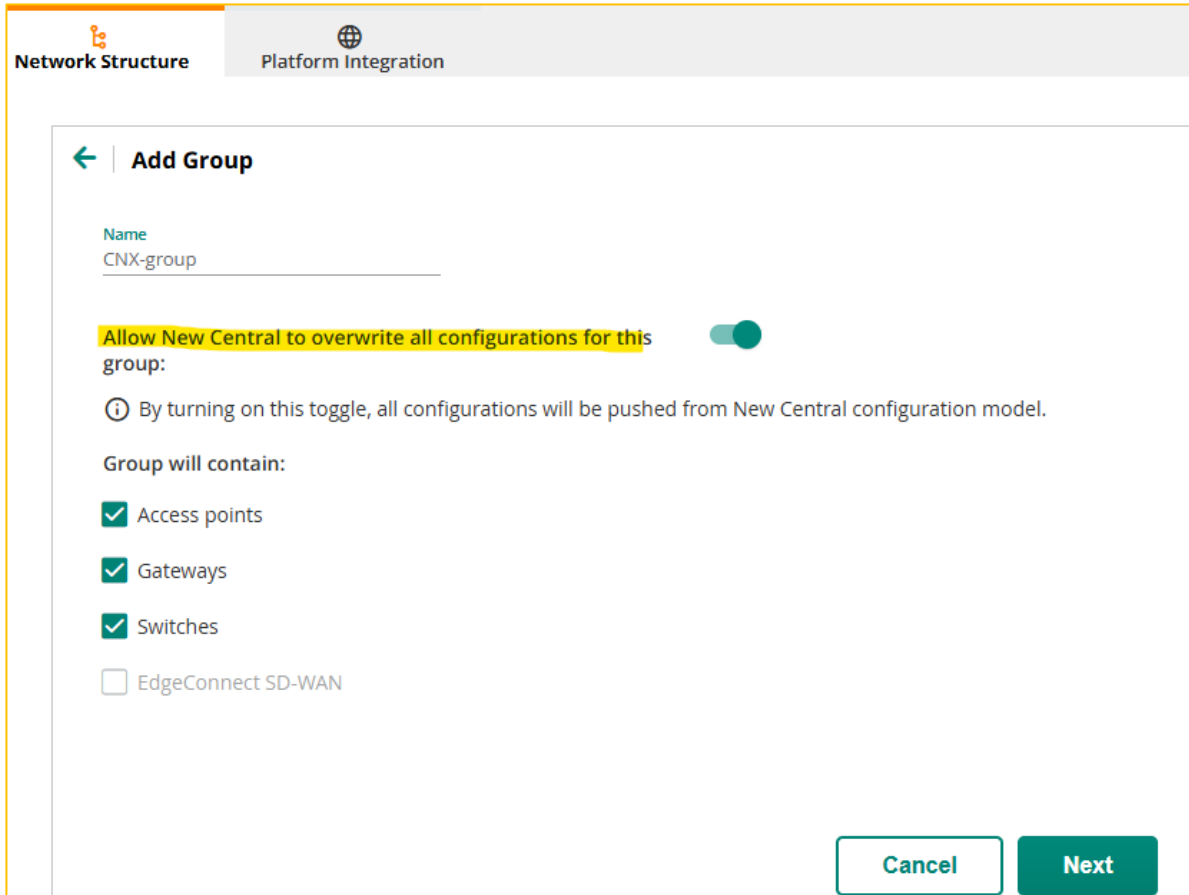 Network Structure
Platform Integration
Add Group
Name
CNX-group
Allow New Central to overwrite all configurations for this
group:
By turning on this toggle, all configurations will be pushed from New Central configuration model.
Group will contain:
Access points
Gateways
Switches
EdgeConnect SD-WAN
Cancel
Next